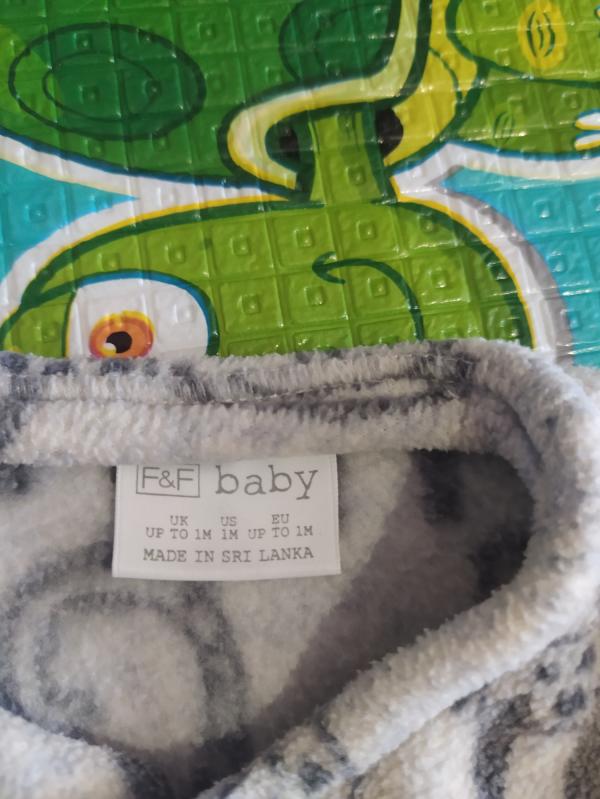 F&F baby
UK US EU
UP TO 1M 1M UP TO 1M
MADE IN SRI LANKA